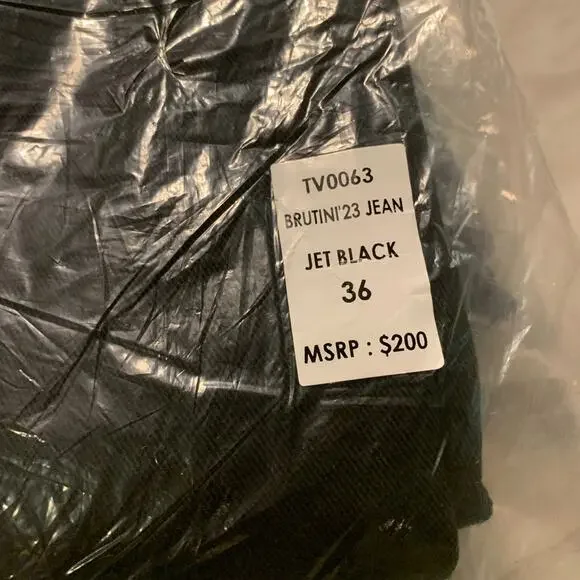 TV0063
BRUTINI'23 JEAN
JET BLACK
36
MSRP : $200